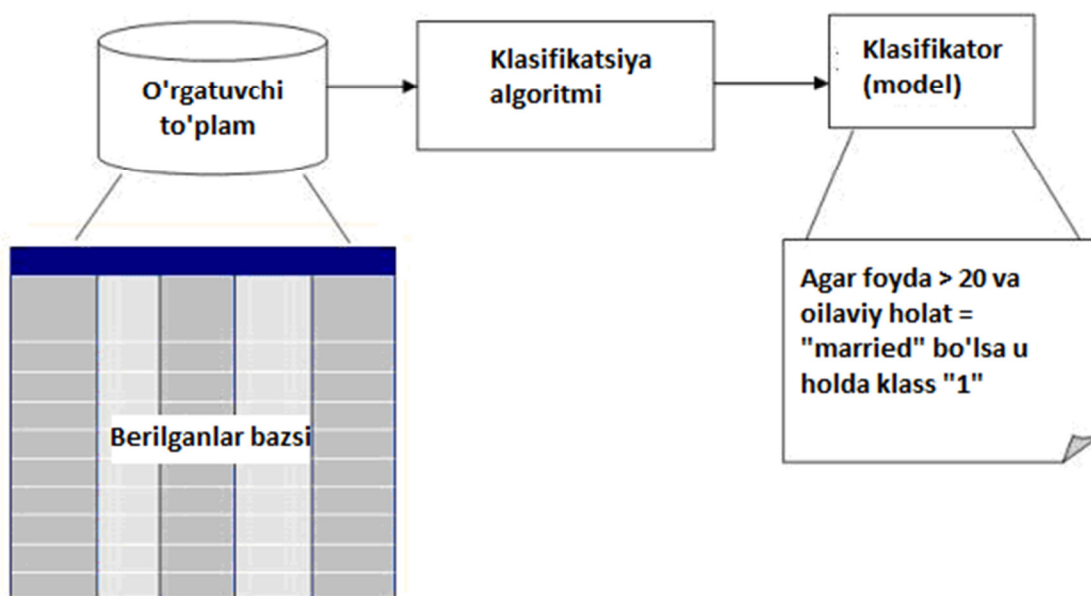 O'rgatuvchi
to'plam
Klasifikatsiya
algoritmi
Klasifikator
(model)
Berilganlar bazsi
Agar foyda > 20 va
oilaviy holat =
"married" bo'lsa u
holda klass "1"